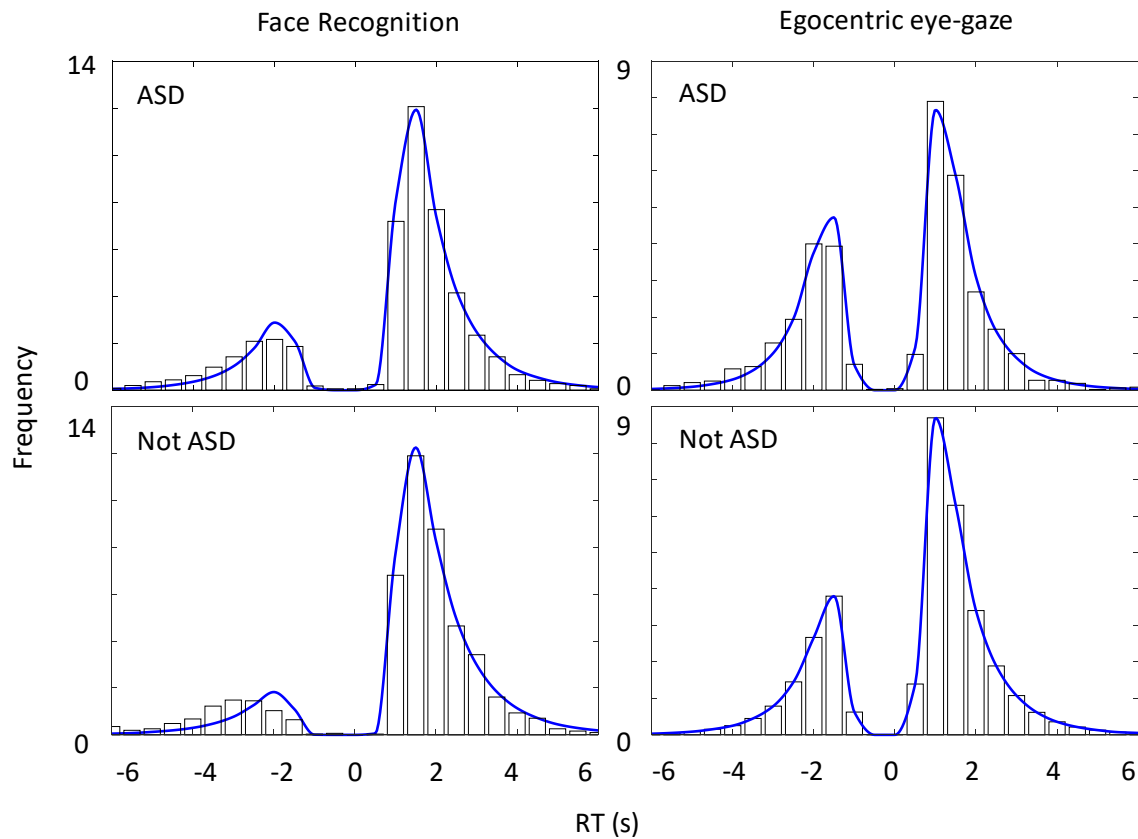 Face Recognition
Egocentric eye-gaze
14
ASD
0
9
ASD
0
Frequency
14
Not ASD
0
9
Not ASD
0
-6 -4 -2 0 2 4 6
-6 -4 -2 0 2 4 6
RT (s)